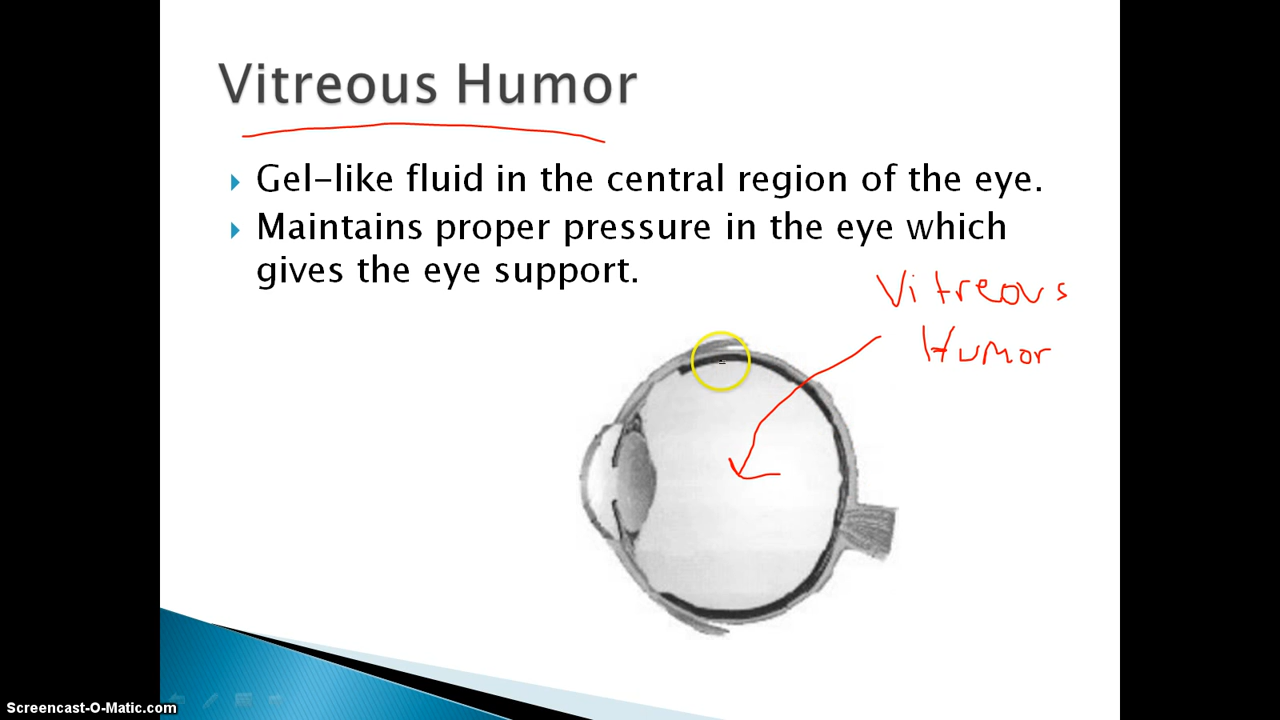 Vitreous Humor
Gel-like fluid in the central region of the eye.
Maintains proper pressure in the eye which
gives the eye support.
Vitreous
Humor
Screencast-O-Matic.com